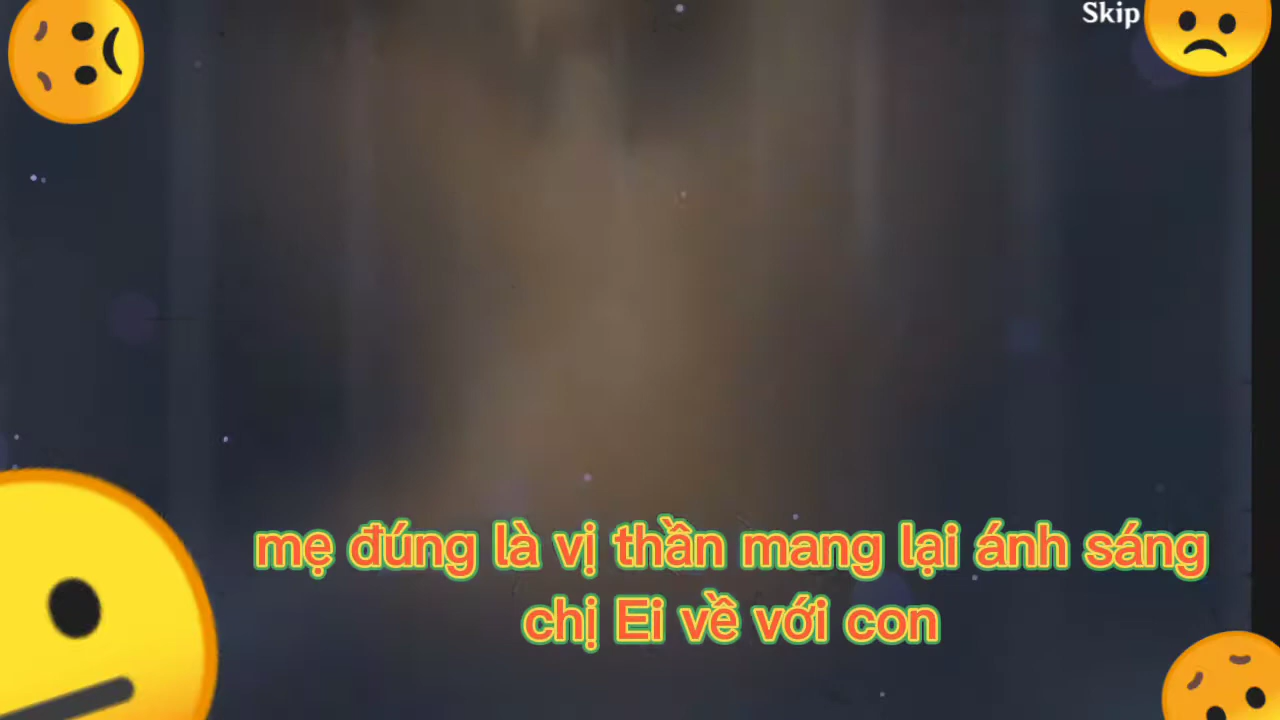 Skip
mẹ đúng là vị thần mang lại ánh sáng
chị Ei về với con